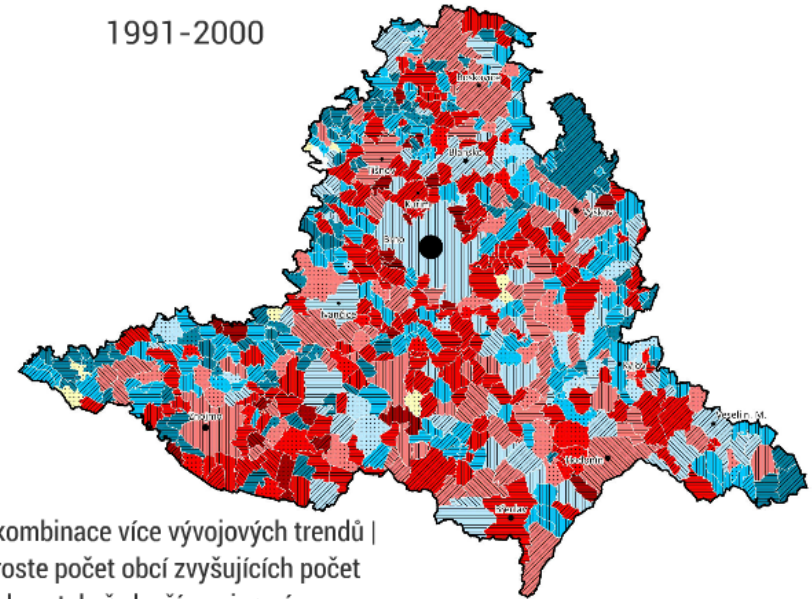 1991-2000
Boskovice
Blansko
Tišnov
Kuřim
Vyškov
Brno
Ivančice
Kyjov
Veselí n. M.
Znojmo
Hodonín
Břeclav
kombinace více vývojových trendů |
roste počet obcí zvyšujících počet